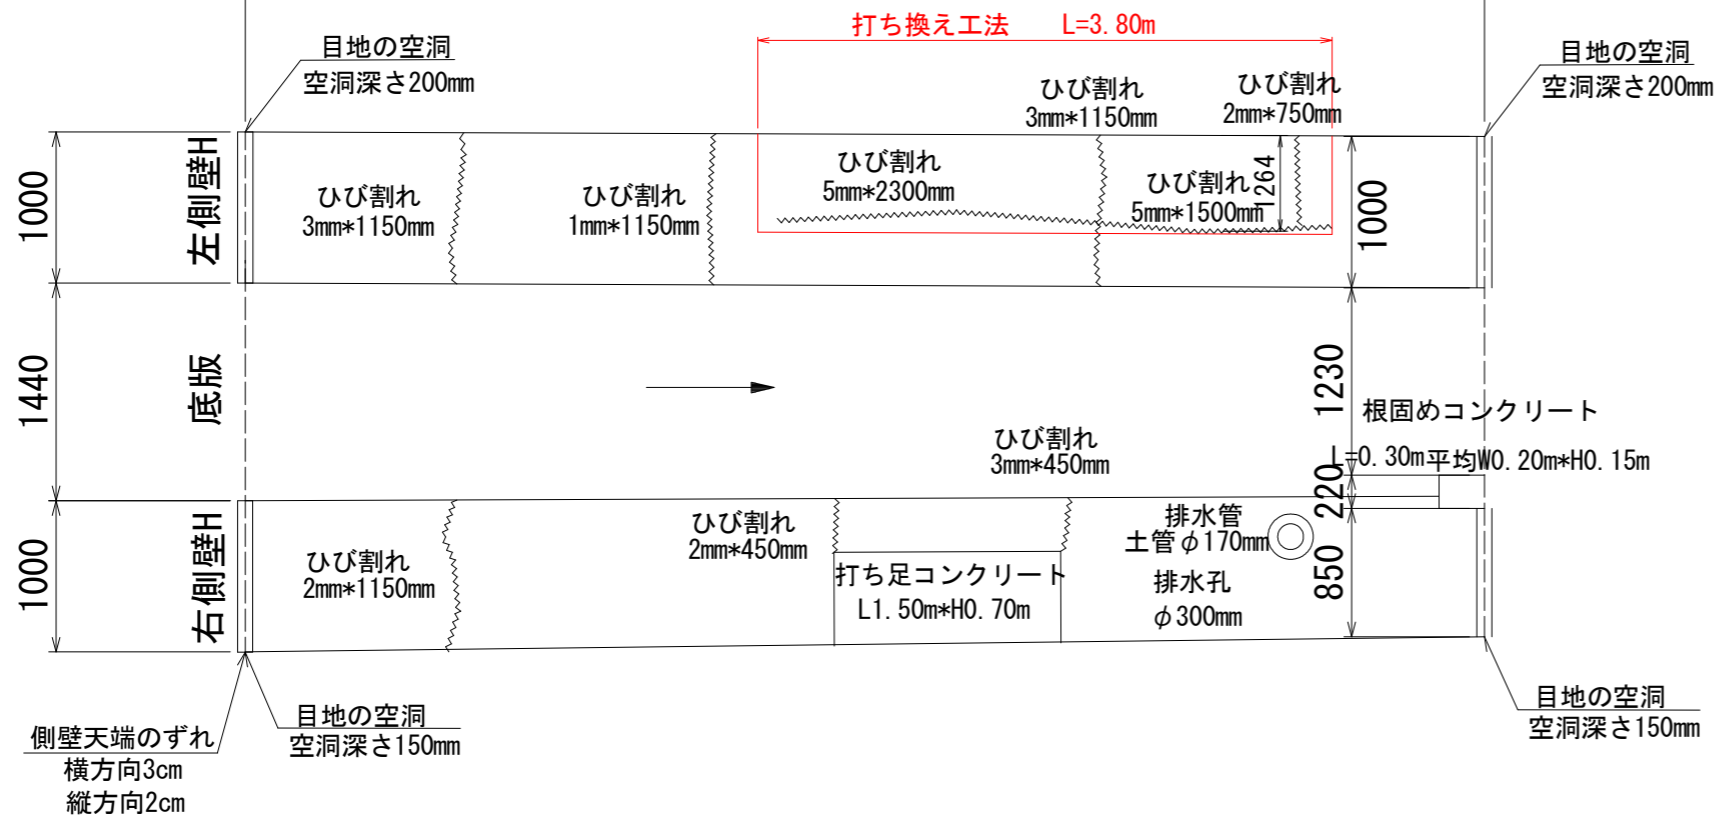 打ち換え工法 L=3.80m
目地の空洞
空洞深さ200mm
目地の空洞
空洞深さ200mm
ひび割れ
3mm*1150mm
ひび割れ
2mm*750mm
1000
左側壁H
ひび割れ
3mm*1150mm
ひび割れ
1mm*1150mm
ひび割れ
5mm*2300mm
ひび割れ
5mm*1500mm
1264
1000
1440
底版
1230
根固めコンクリート
L=0.30m平均W0.20m*H0.15m
ひび割れ
3mm*450mm
220
1000
右側壁H
ひび割れ
2mm*1150mm
ひび割れ
2mm*450mm
打ち足コンクリート
L1.50m*H0.70m
排水管
土管φ170mm
排水孔
φ300mm
850
側壁天端のずれ
横方向3cm
縦方向2cm
目地の空洞
空洞深さ150mm
目地の空洞
空洞深さ150mm